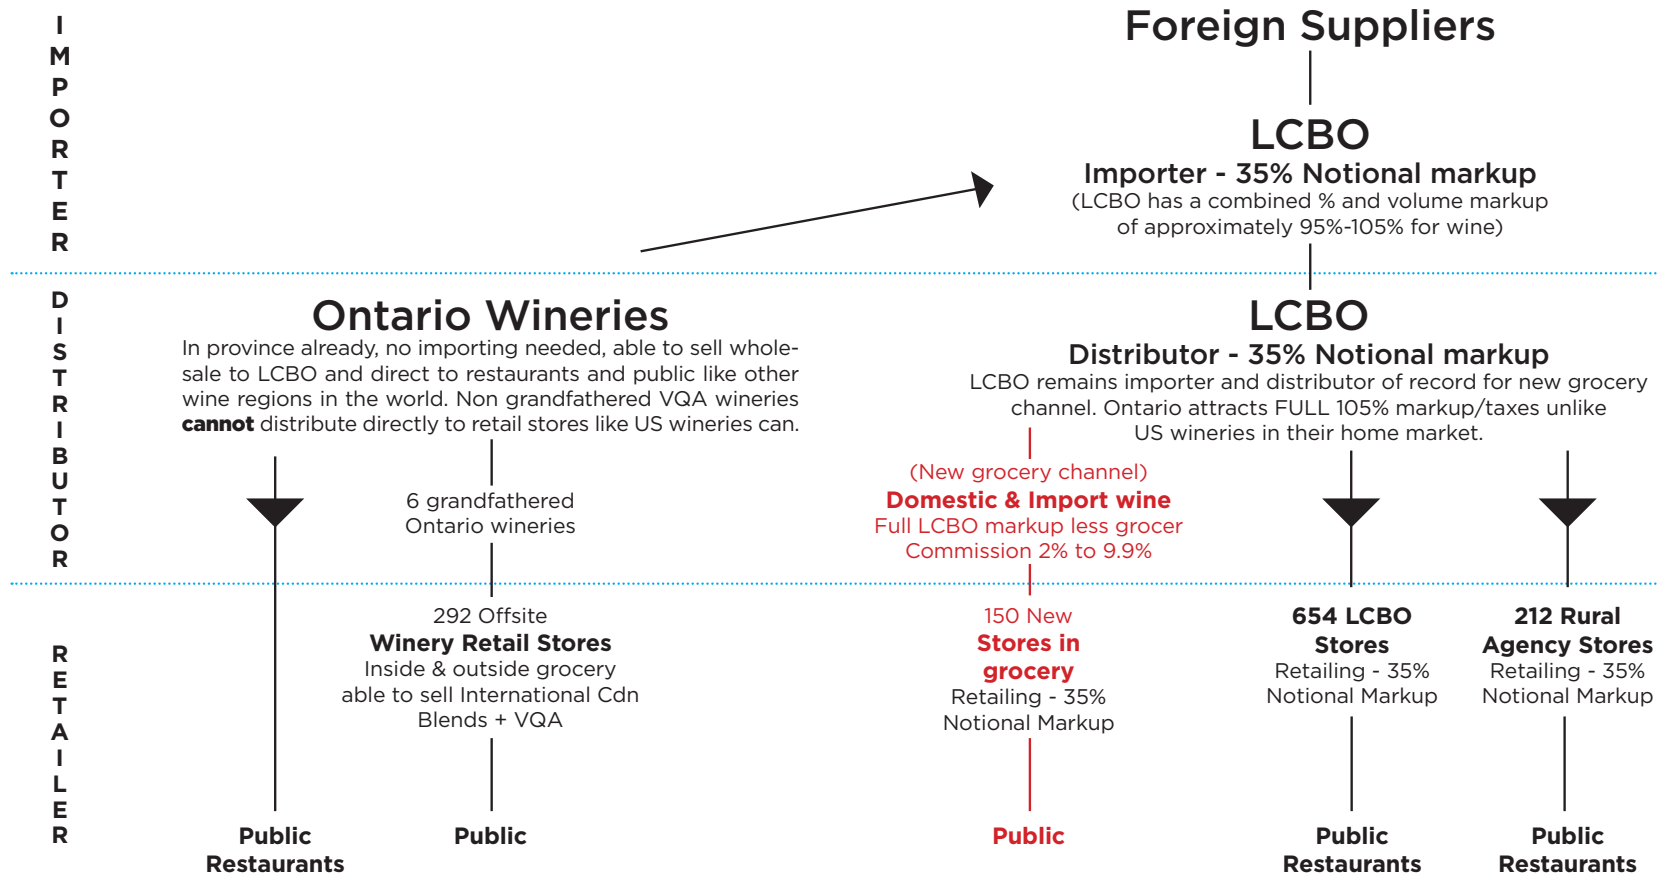 IMPORTER
Foreign Suppliers
LCBO
Importer - 35% Notional markup
(LCBO has a combined % and volume markup
of approximately 95%-105% for wine)
DISTRIBUTOR
Ontario Wineries
In province already, no importing needed, able to sell whole-
sale to LCBO and direct to restaurants and public like other
wine regions in the world. Non grandfathered VQA wineries
cannot distribute directly to retail stores like US wineries can.
6 grandfathered
Ontario wineries
LCBO
Distributor - 35% Notional markup
LCBO remains importer and distributor of record for new grocery
channel. Ontario attracts FULL 105% markup/taxes unlike
US wineries in their home market.
(New grocery channel)
Domestic & Import wine
Full LCBO markup less grocer
Commission 2% to 9.9%
RETAILER
292 Offsite
Winery Retail Stores
Inside & outside grocery
able to sell International Cdn
Blends + VQA
150 New
Stores in
grocery
Retailing - 35%
Notional Markup
654 LCBO
Stores
Retailing - 35%
Notional Markup
212 Rural
Agency Stores
Retailing - 35%
Notional Markup
Public
Restaurants
Public
Public
Public
Restaurants
Public
Restaurants